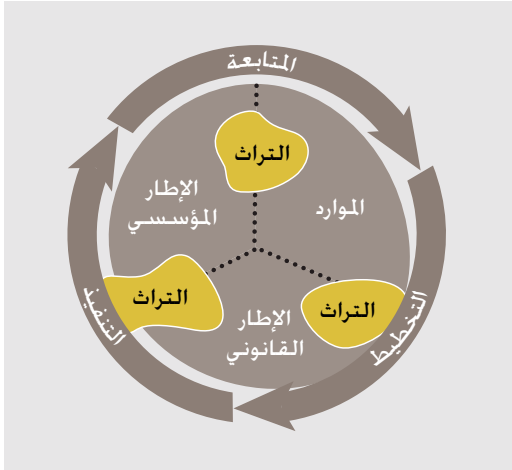 المتابعة
التراث
الإطار
المؤسسي
الموارد
التراث
التراث
الإطار
القانوني
التخطيط
التنفيذ